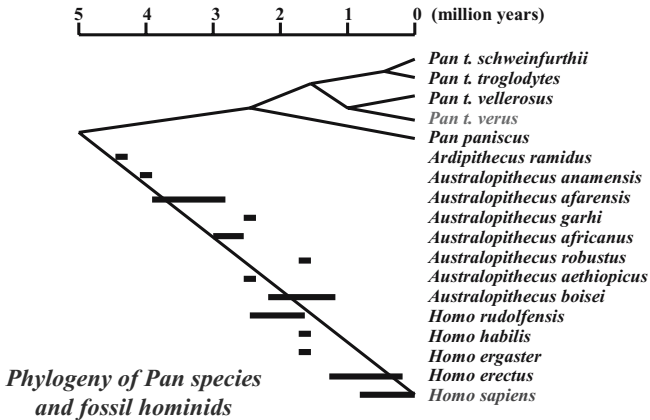 5 4 3 2 1 0 (million years)
Pan t. schweinfurthii
Pan t. troglodytes
Pan t. vellerosus
Pan t. verus
Pan paniscus
Ardipithecus ramidus
Australopithecus anamensis
Australopithecus afarensis
Australopithecus garhi
Australopithecus africanus
Australopithecus robustus
Australopithecus aethiopicus
Australopithecus boisei
Homo rudolfensis
Homo habilis
Homo ergaster
Homo erectus
Homo sapiens
Phylogeny of Pan species
and fossil hominids